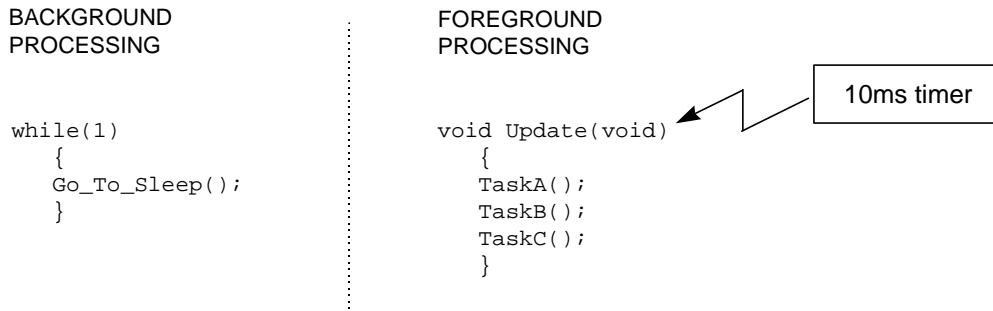 BACKGROUND
PROCESSING
while(1)
{
Go_To_Sleep();
}
FOREGROUND
PROCESSING
10ms timer
void Update(void)
{
TaskA();
TaskB();
TaskC();
}